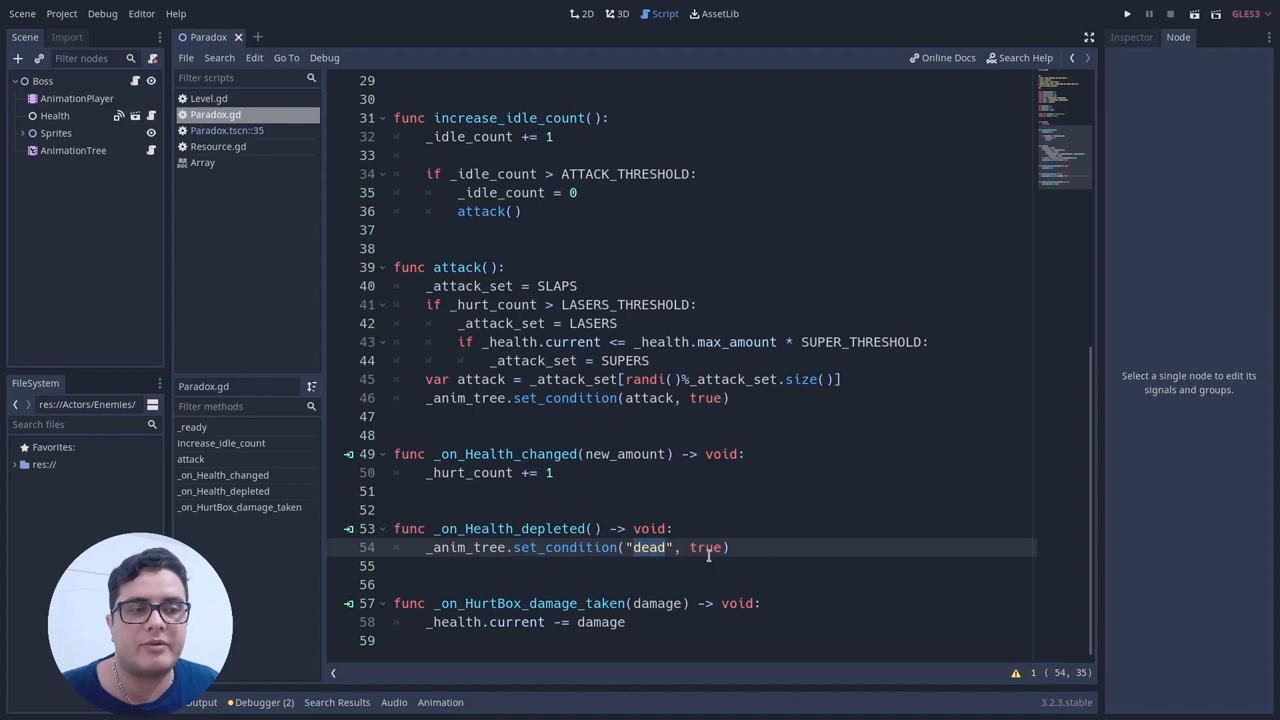 Scene Project Debug Editor Help
2D 3D Script AssetLib
GLES3
Scene Import
Filter nodes
Boss
AnimationPlayer
Health
Sprites
AnimationTree
FileSystem
res://Actors/Enemies/
Search files
Favorites:
res://
Paradox
File Search Edit Go To Debug
Online Docs Search Help
Filter scripts
Level.gd
Paradox.gd
Paradox.tscn::35
Resource.gd
Array
Paradox.gd
Filter methods
_ready
increase_idle_count
attack
_on_Health_changed
_on_Health_depleted
_on_HurtBox_damage_taken
29
30
31 func increase_idle_count():
32 _idle_count += 1
33
34 if _idle_count > ATTACK_THRESHOLD:
35 _idle_count = 0
36 attack()
37
38
39 func attack():
40 _attack_set = SLAPS
41 if _hurt_count > LASERS_THRESHOLD:
42 _attack_set = LASERS
43 if _health.current <= _health.max_amount * SUPER_THRESHOLD:
44 _attack_set = SUPERS
45 var attack = _attack_set[randi()%_attack_set.size()]
46 _anim_tree.set_condition(attack, true)
47
48
49 func _on_Health_changed(new_amount) -> void:
50 _hurt_count += 1
51
52
53 func _on_Health_depleted() -> void:
54 _anim_tree.set_condition("dead", true)
55
56
57 func _on_HurtBox_damage_taken(damage) -> void:
58 _health.current -= damage
59
1 ( 54, 35)
Output Debugger (2) Search Results Audio Animation
3.2.3.stable
Inspector Node
Select a single node to edit its
signals and groups.